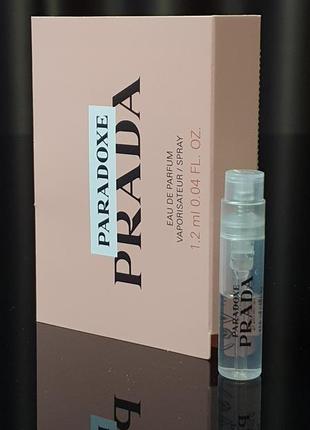 PARADOXE
PRADA
EAU DE PARFUM
VAPORISATEUR / SPRAY
1.2 ml 0.04 FL. OZ.
PARADOXE
PRADA